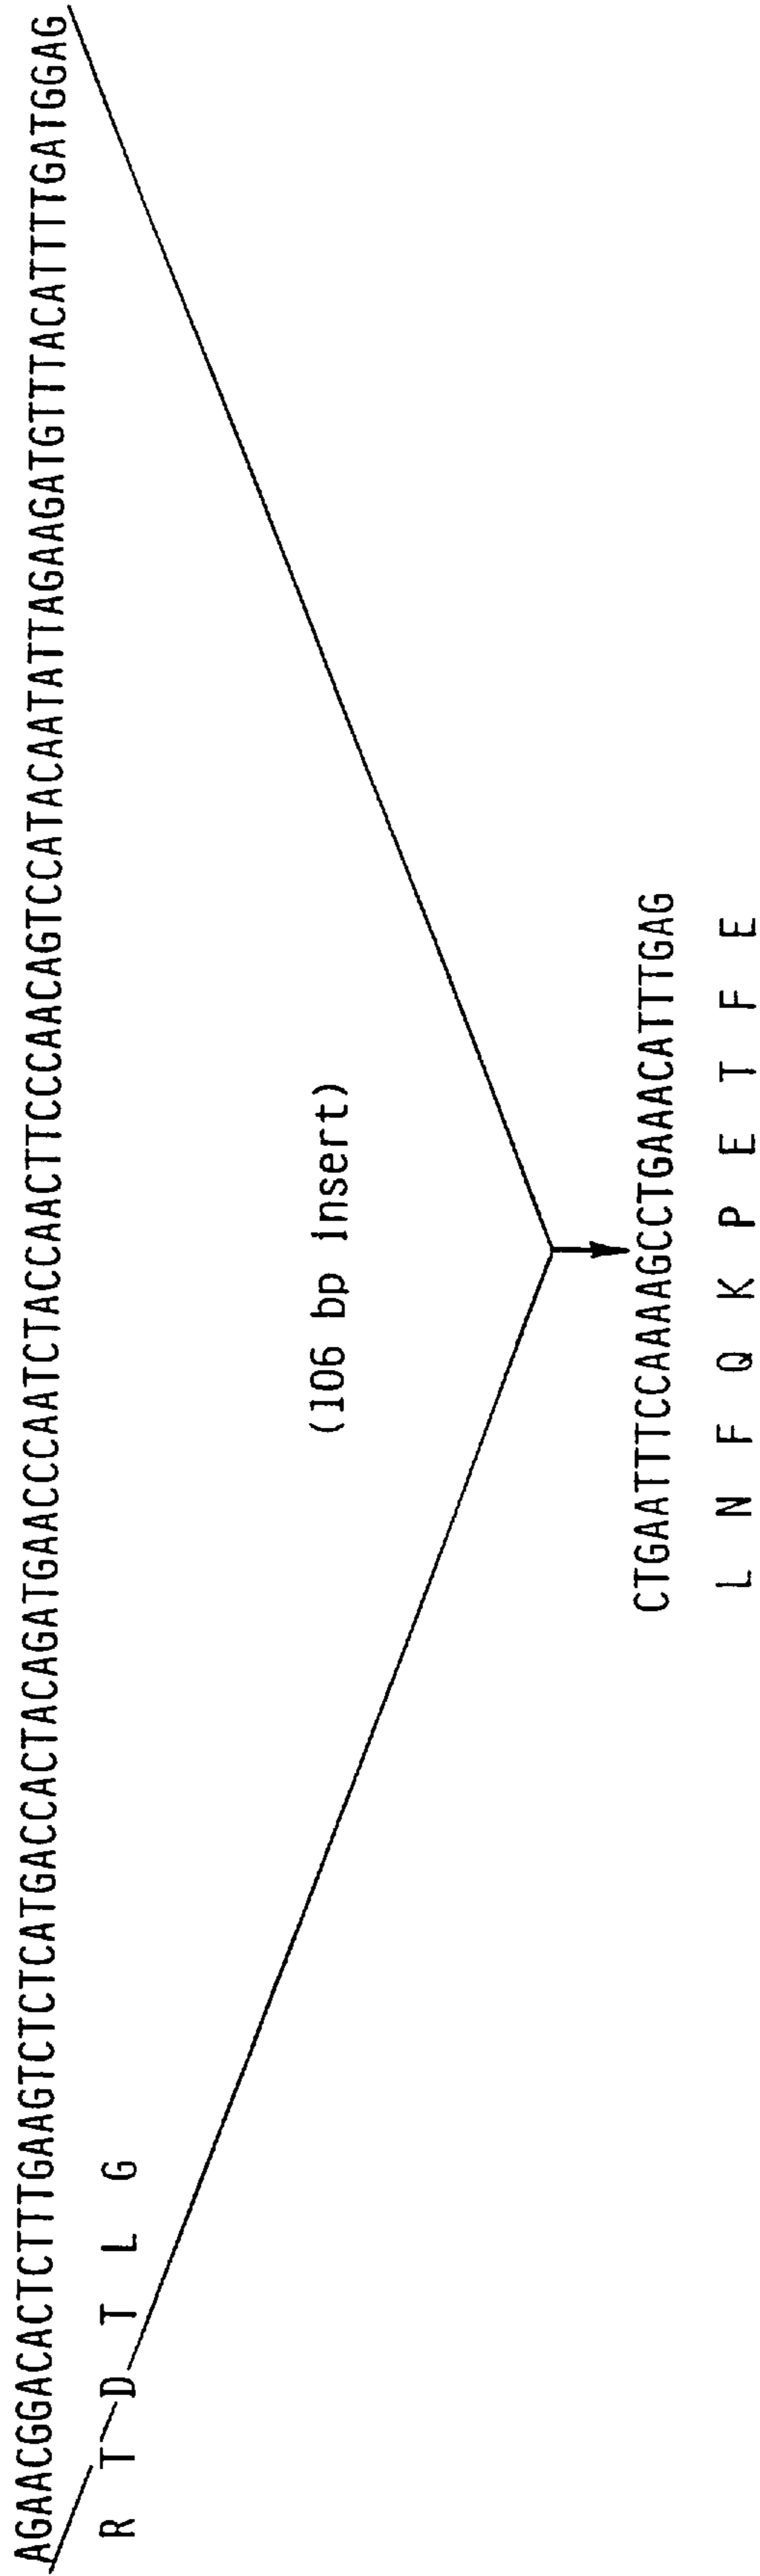 AGAACGGACACTCTTTGAAGTCTCTCATGACCACTACAGATGAACCCAATCTACCAACTTCCCAACAGTCCATACAATATTAGAAGATGTTTACATTTTGATGGAG
R T D T L G
(106 bp insert)
CTGAATTTCCAAAAGCCTGAAACATTTGAG
L N F Q K P E T F E